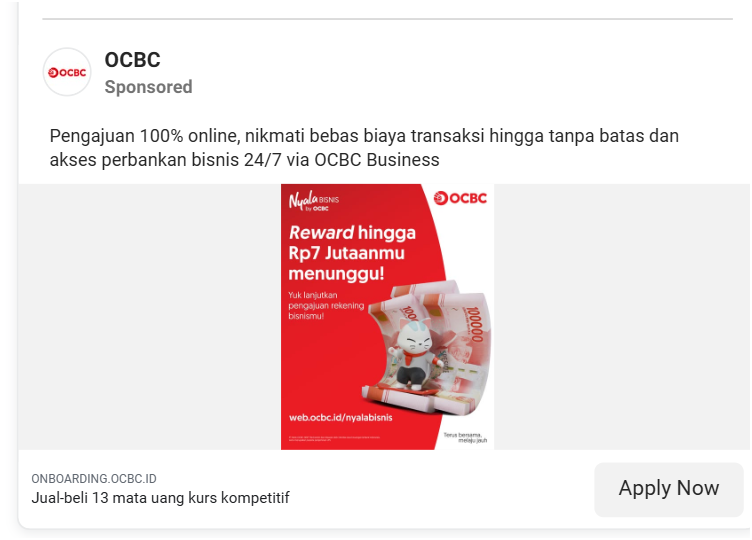 OCBC
OCBC
Sponsored
Pengajuan 100% online, nikmati bebas biaya transaksi hingga tanpa batas dan
akses perbankan bisnis 24/7 via OCBC Business
Nyala BISNIS
by OCBC
OCBC
Reward hingga
Rp7 Jutaanmu
menunggu!
Yuk lanjutkan
pengajuan rekening
bisnismu!
100000
web.ocbc.id/nyalabisnis
Terus bersama,
melaju jauh
ONBOARDING.OCBC.ID
Jual-beli 13 mata uang kurs kompetitif
Apply Now